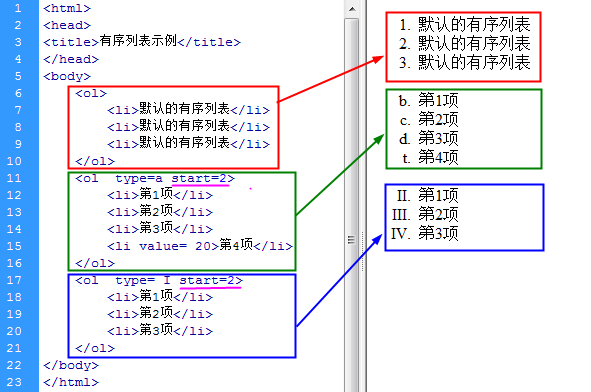 1 <html>
2 <head>
3 <title>有序列表示例</title>
4 </head>
5 <body>
6 <ol>
7 <li>默认的有序列表</li>
8 <li>默认的有序列表</li>
9 <li>默认的有序列表</li>
10 </ol>
11 <ol  type=a start=2>
12 <li>第1项</li>
13 <li>第2项</li>
14 <li>第3项</li>
15 <li value= 20>第4项</li>
16 </ol>
17 <ol  type= I start=2>
18 <li>第1项</li>
19 <li>第2项</li>
20 <li>第3项</li>
21 </ol>
22 </body>
23 </html>
1. 默认的有序列表
2. 默认的有序列表
3. 默认的有序列表
b. 第1项
c. 第2项
d. 第3项
t. 第4项
II. 第1项
III. 第2项
IV. 第3项